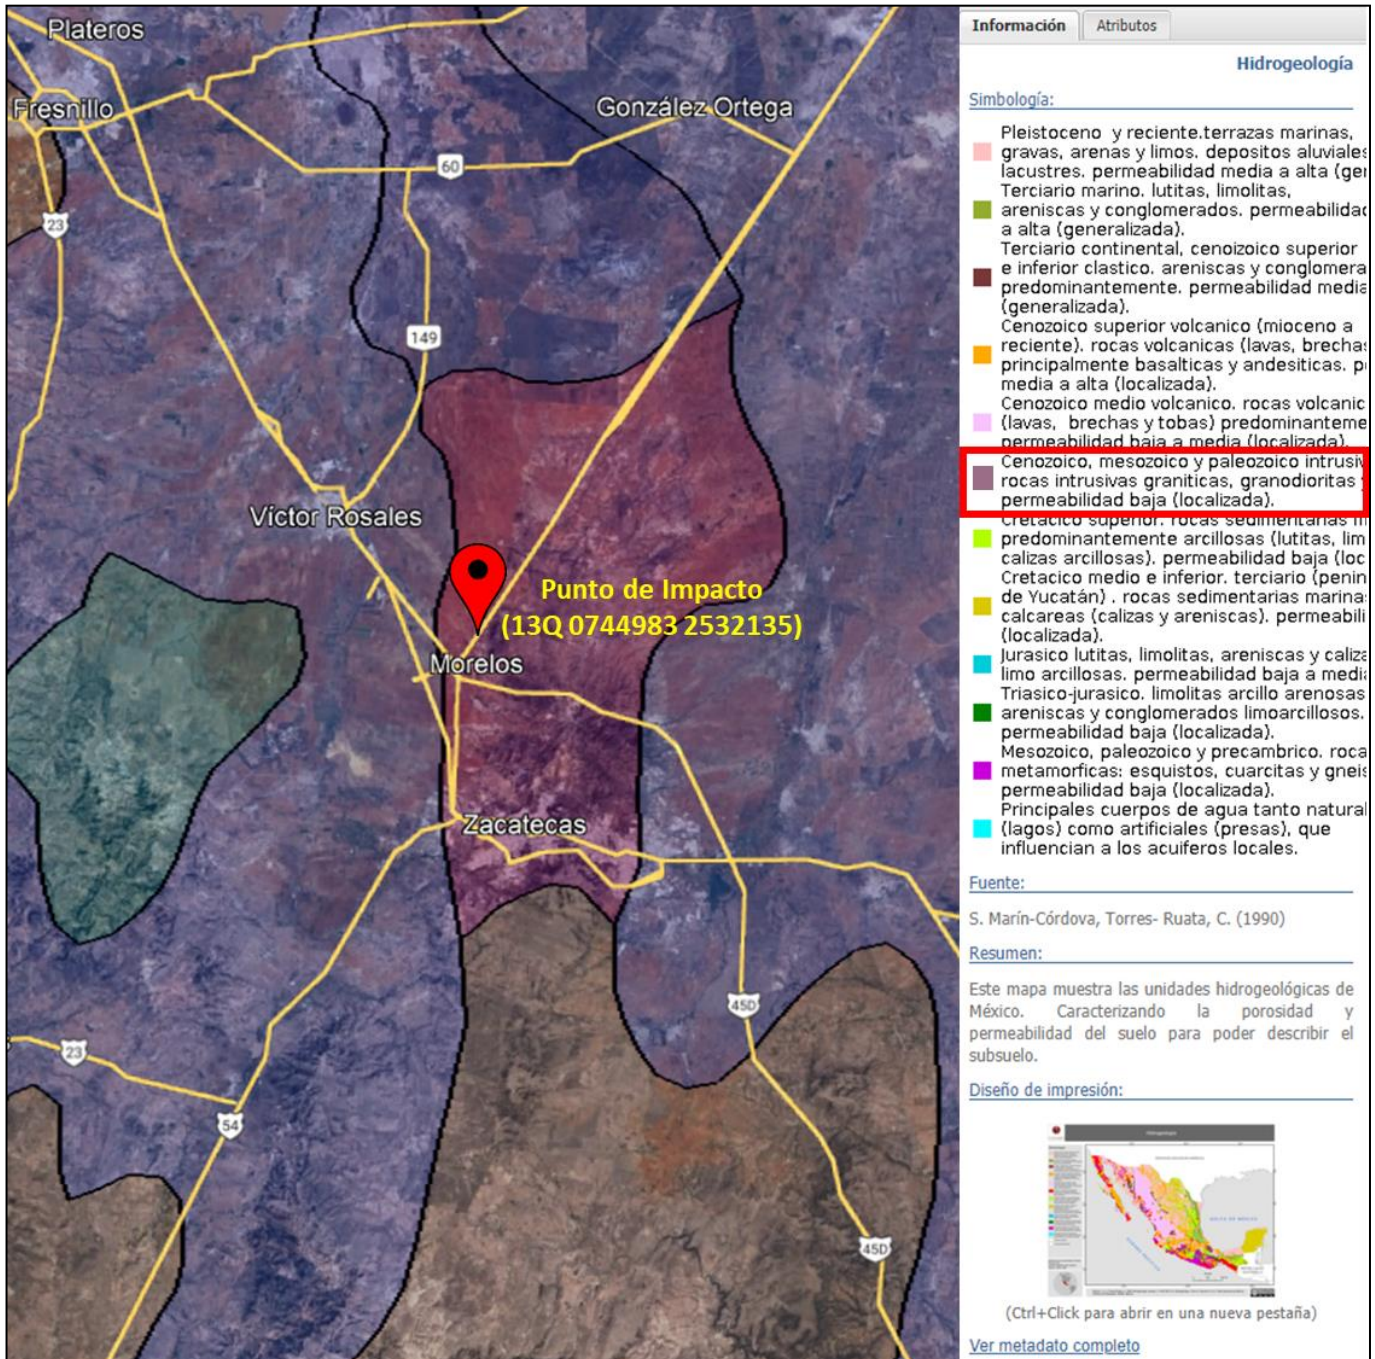 Plateros
Fresnillo
González Ortega
60
23
149
Víctor Rosales
Punto de Impacto
(13Q 0744983 2532135)
Morelos
Zacatecas
45D
23
54
45D
Información
Atributos
Hidrogeología
Simbología:
Pleistoceno y reciente.terrazas marinas,
gravas, arenas y limos. depositos aluviales
lacustres. permeabilidad media a alta (gen
Terciario marino. lutitas, limolitas,
areniscas y conglomerados. permeabilidad
a alta (generalizada).
Terciario continental, cenoizoico superior
e inferior clastico. areniscas y conglomera
predominantemente. permeabilidad media
(generalizada).
Cenozoico superior volcanico (mioceno a
reciente). rocas volcanicas (lavas, brechas
principalmente basalticas y andesiticas. p
media a alta (localizada).
Cenozoico medio volcanico. rocas volcanic
(lavas, brechas y tobas) predominanteme
permeabilidad baja a media (localizada).
Cenozoico, mesozoico y paleozoico intrusiv
rocas intrusivas graniticas, granodioritas y
permeabilidad baja (localizada).
Cretacico superior. rocas sedimentarias m
predominantemente arcillosas (lutitas, lim
calizas arcillosas). permeabilidad baja (loc
Cretacico medio e inferior. terciario (penin
de Yucatán) . rocas sedimentarias marinas
calcareas (calizas y areniscas). permeabili
(localizada).
Jurasico lutitas, limolitas, areniscas y caliza
limo arcillosas. permeabilidad baja a media
Triasico-jurasico. limolitas arcillo arenosas
areniscas y conglomerados limoarcillosos.
permeabilidad baja (localizada).
Mesozoico, paleozoico y precambrico. roca
metamorficas: esquistos, cuarcitas y gneis
permeabilidad baja (localizada).
Principales cuerpos de agua tanto natural
(lagos) como artificiales (presas), que
influencian a los acuiferos locales.
Fuente:
S. Marín-Córdova, Torres- Ruata, C. (1990)
Resumen:
Este mapa muestra las unidades hidrogeológicas de
México. Caracterizando la porosidad y
permeabilidad del suelo para poder describir el
subsuelo.
Diseño de impresión:
(Ctrl+Click para abrir en una nueva pestaña)
Ver metadato completo